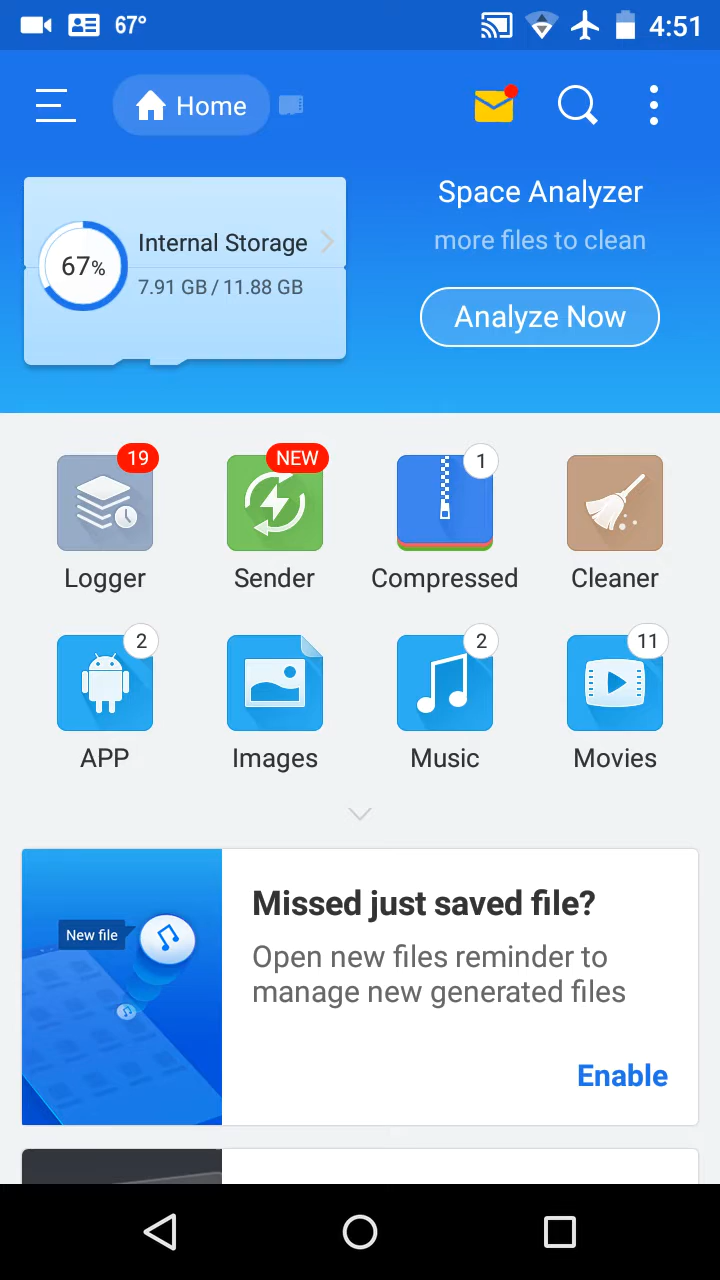 67° 4:51
Home
Space Analyzer
more files to clean
Analyze Now
67%
Internal Storage
7.91 GB / 11.88 GB
19 NEW 1
Logger Sender Compressed Cleaner
2 2 11
APP Images Music Movies
New file
Missed just saved file?
Open new files reminder to
manage new generated files
Enable